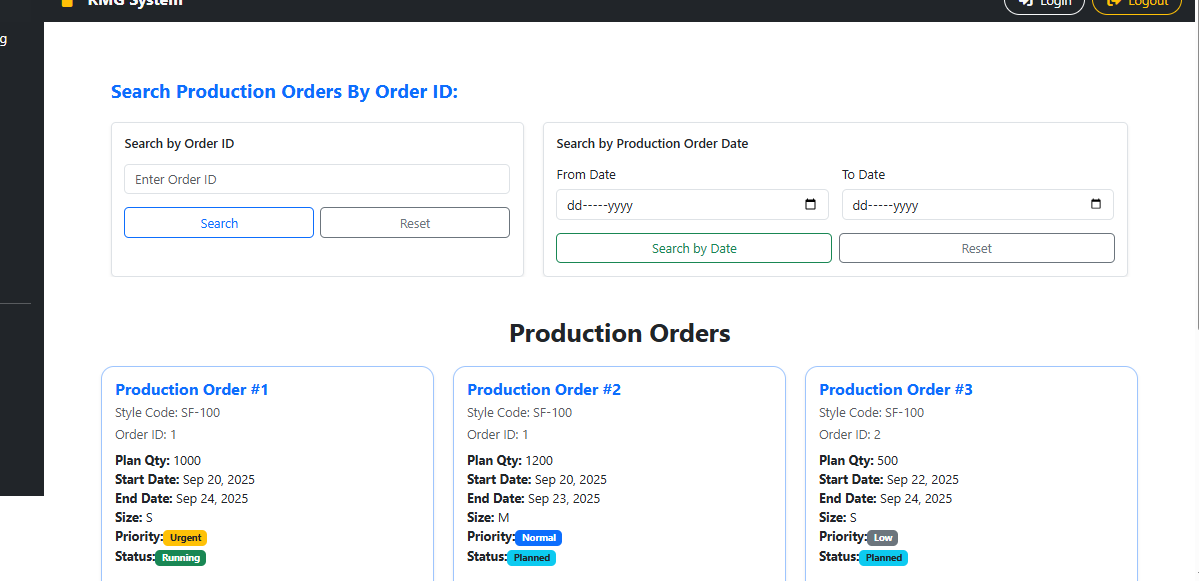 KMG System
Login
Logout
g
Search Production Orders By Order ID:
Search by Order ID
Enter Order ID
Search
Reset
Search by Production Order Date
From Date
To Date
dd-----yyyy
dd-----yyyy
Search by Date
Reset
Production Orders
Production Order #1
Style Code: SF-100
Order ID: 1
Plan Qty: 1000
Start Date: Sep 20, 2025
End Date: Sep 24, 2025
Size: S
Priority: Urgent
Status: Running
Production Order #2
Style Code: SF-100
Order ID: 1
Plan Qty: 1200
Start Date: Sep 20, 2025
End Date: Sep 23, 2025
Size: M
Priority: Normal
Status: Planned
Production Order #3
Style Code: SF-100
Order ID: 2
Plan Qty: 500
Start Date: Sep 22, 2025
End Date: Sep 24, 2025
Size: S
Priority: Low
Status: Planned